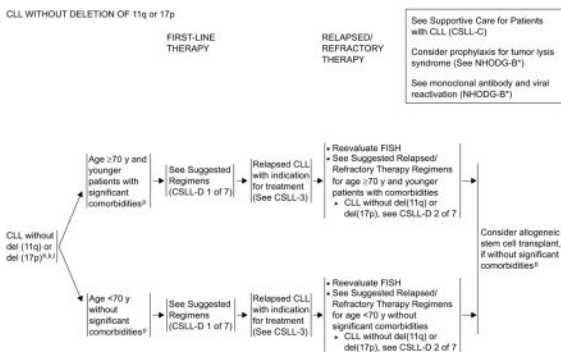 CLL WITHOUT DELETION OF 11q or 17p
See Supportive Care for Patients
with CLL (CSLL-C)
Consider prophylaxis for tumor lysis
syndrome (See NHODG-B*)
See monoclonal antibody and viral
reactivation (NHODG-B*)
FIRST-LINE
THERAPY
RELAPSED/
REFRACTORY
THERAPY
CLL without
del (11q) or
del (17p)
Age ≥70 y and
younger
patients with
significant
comorbidities
See Suggested
Regimens
(CSLL-D 1 of 7)
Relapsed CLL
with indication
for treatment
(See CSLL-3)
• Reevaluate FISH
• See Suggested Relapsed/
Refractory Therapy Regimens
for age ≥70 y and younger
patients with comorbidities
➤ CLL without del(11q) or
del(17p), see CSLL-D 2 of 7
Age <70 y
without
significant
comorbidities
See Suggested
Regimens
(CSLL-D 1 of 7)
Relapsed CLL
with indication
for treatment
(See CSLL-3)
• Reevaluate FISH
• See Suggested Relapsed/
Refractory Therapy Regimens
for age <70 y without
significant comorbidities
➤ CLL without del(11q) or
del(17p), see CSLL-D 2 of 7
Consider allogeneic
stem cell transplant,
if without significant
comorbidities